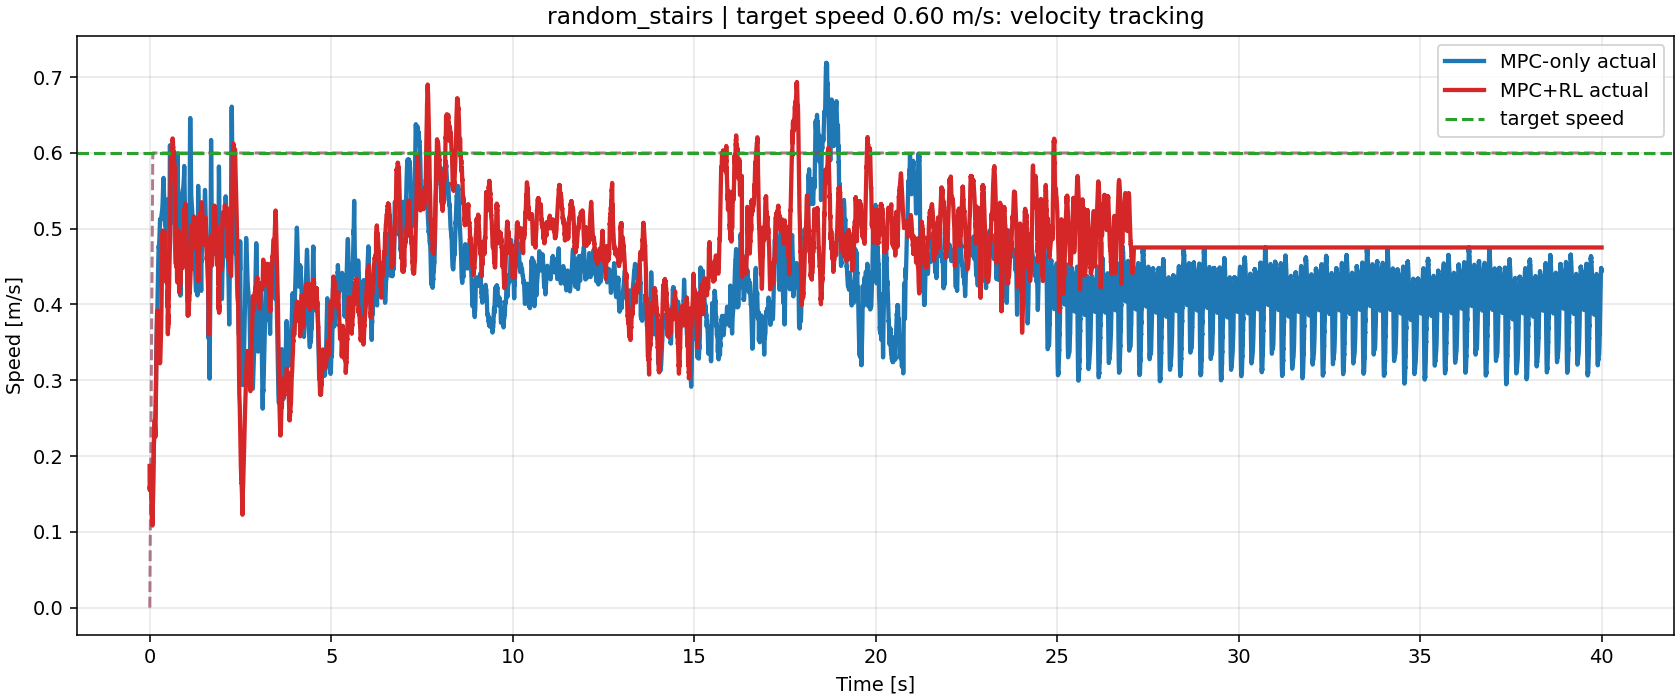 random_stairs | target speed 0.60 m/s: velocity tracking
MPC-only actual
MPC+RL actual
target speed
Speed [m/s]
0.7
0.6
0.5
0.4
0.3
0.2
0.1
0.0
0 5 10 15 20 25 30 35 40
Time [s]